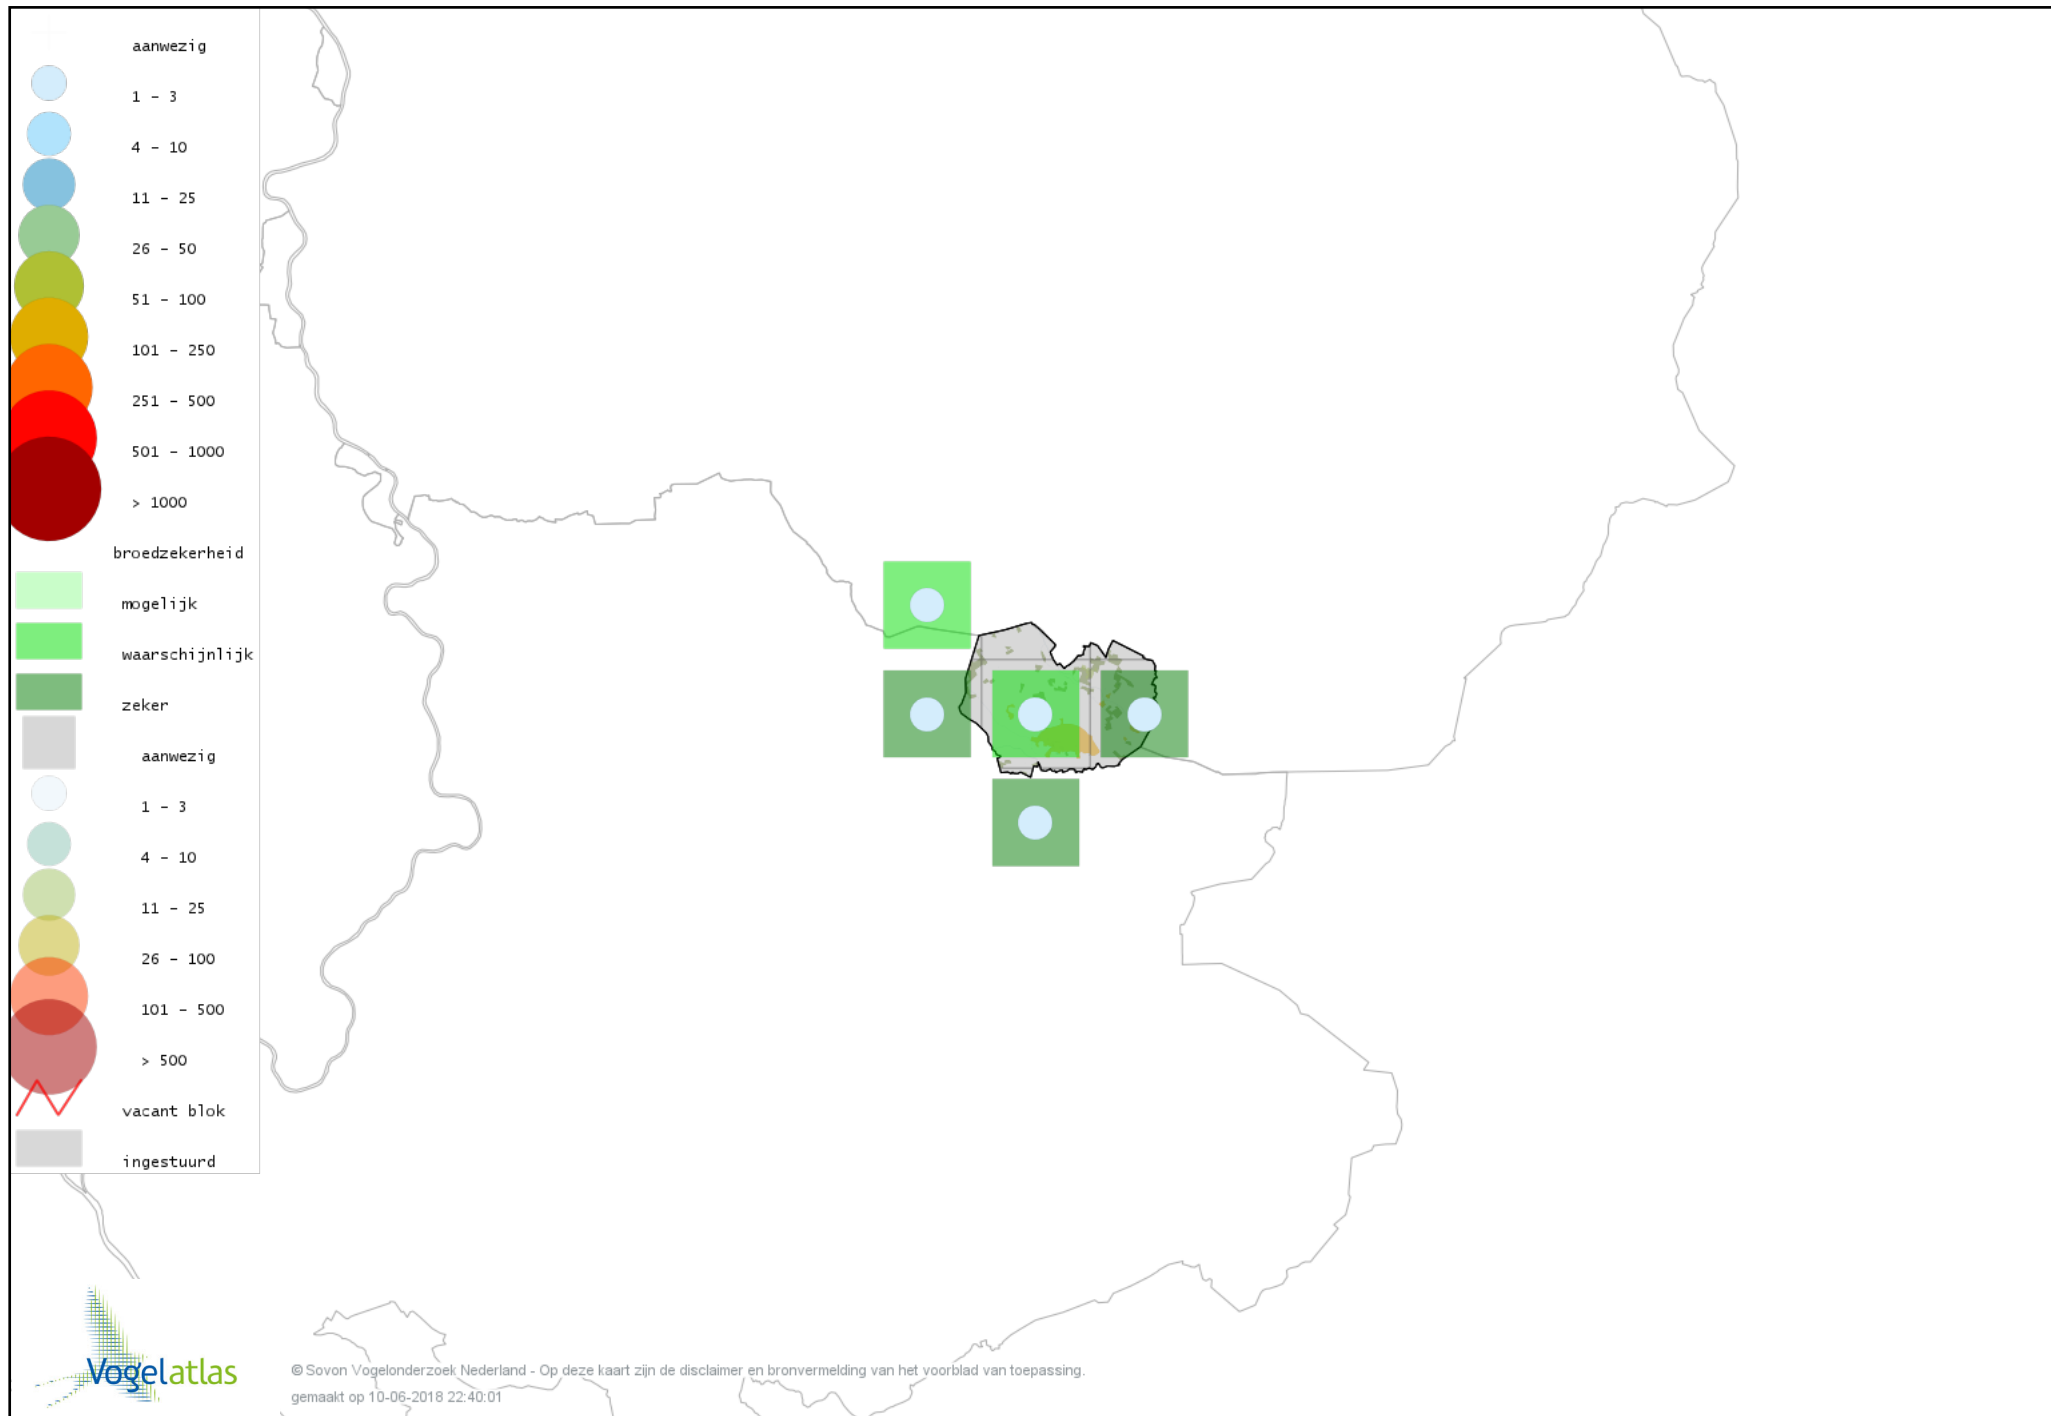 aanwezig
1 - 3
4 - 10
11 - 25
26 - 50
51 - 100
101 - 250
251 - 500
501 - 1000
> 1000
broedzekerheid
mogelijk
waarschijnlijk
zeker
aanwezig
1 - 3
4 - 10
11 - 25
26 - 100
101 - 500
> 500
vacant blok
ingestuurd
Vogelatlas
© Sovon Vogelonderzoek Nederland - Op deze kaart zijn de disclaimer en bronvermelding van het voorblad van toepassing.
gemaakt op 10-06-2018 22:40:01